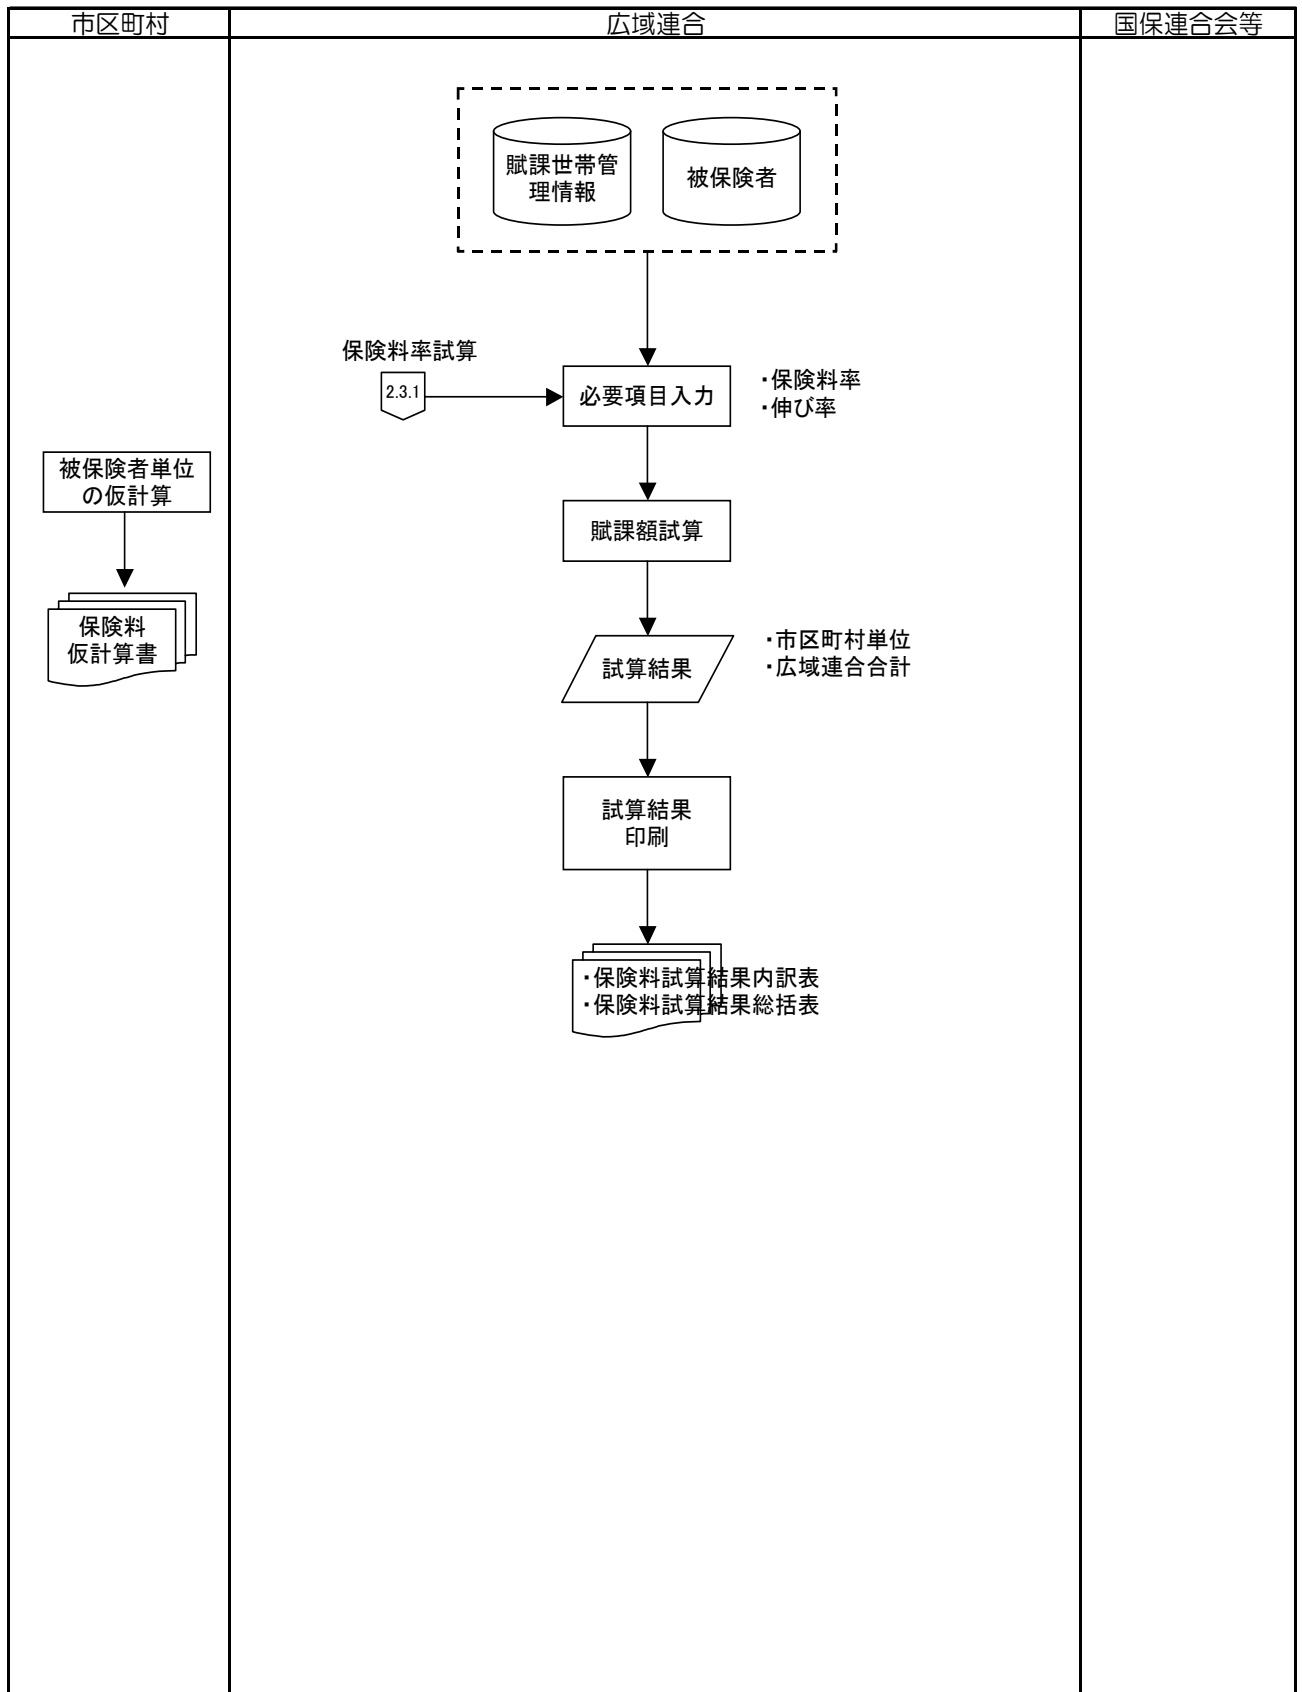 市区町村
広域連合
国保連合会等
賦課世帯管
理情報
被保険者
保険料率試算
2.3.1
必要項目入力
・保険料率
・伸び率
被保険者単位
の仮計算
賦課額試算
保険料
仮計算書
試算結果
・市区町村単位
・広域連合合計
試算結果
印刷
・保険料試算結果内訳表
・保険料試算結果総括表